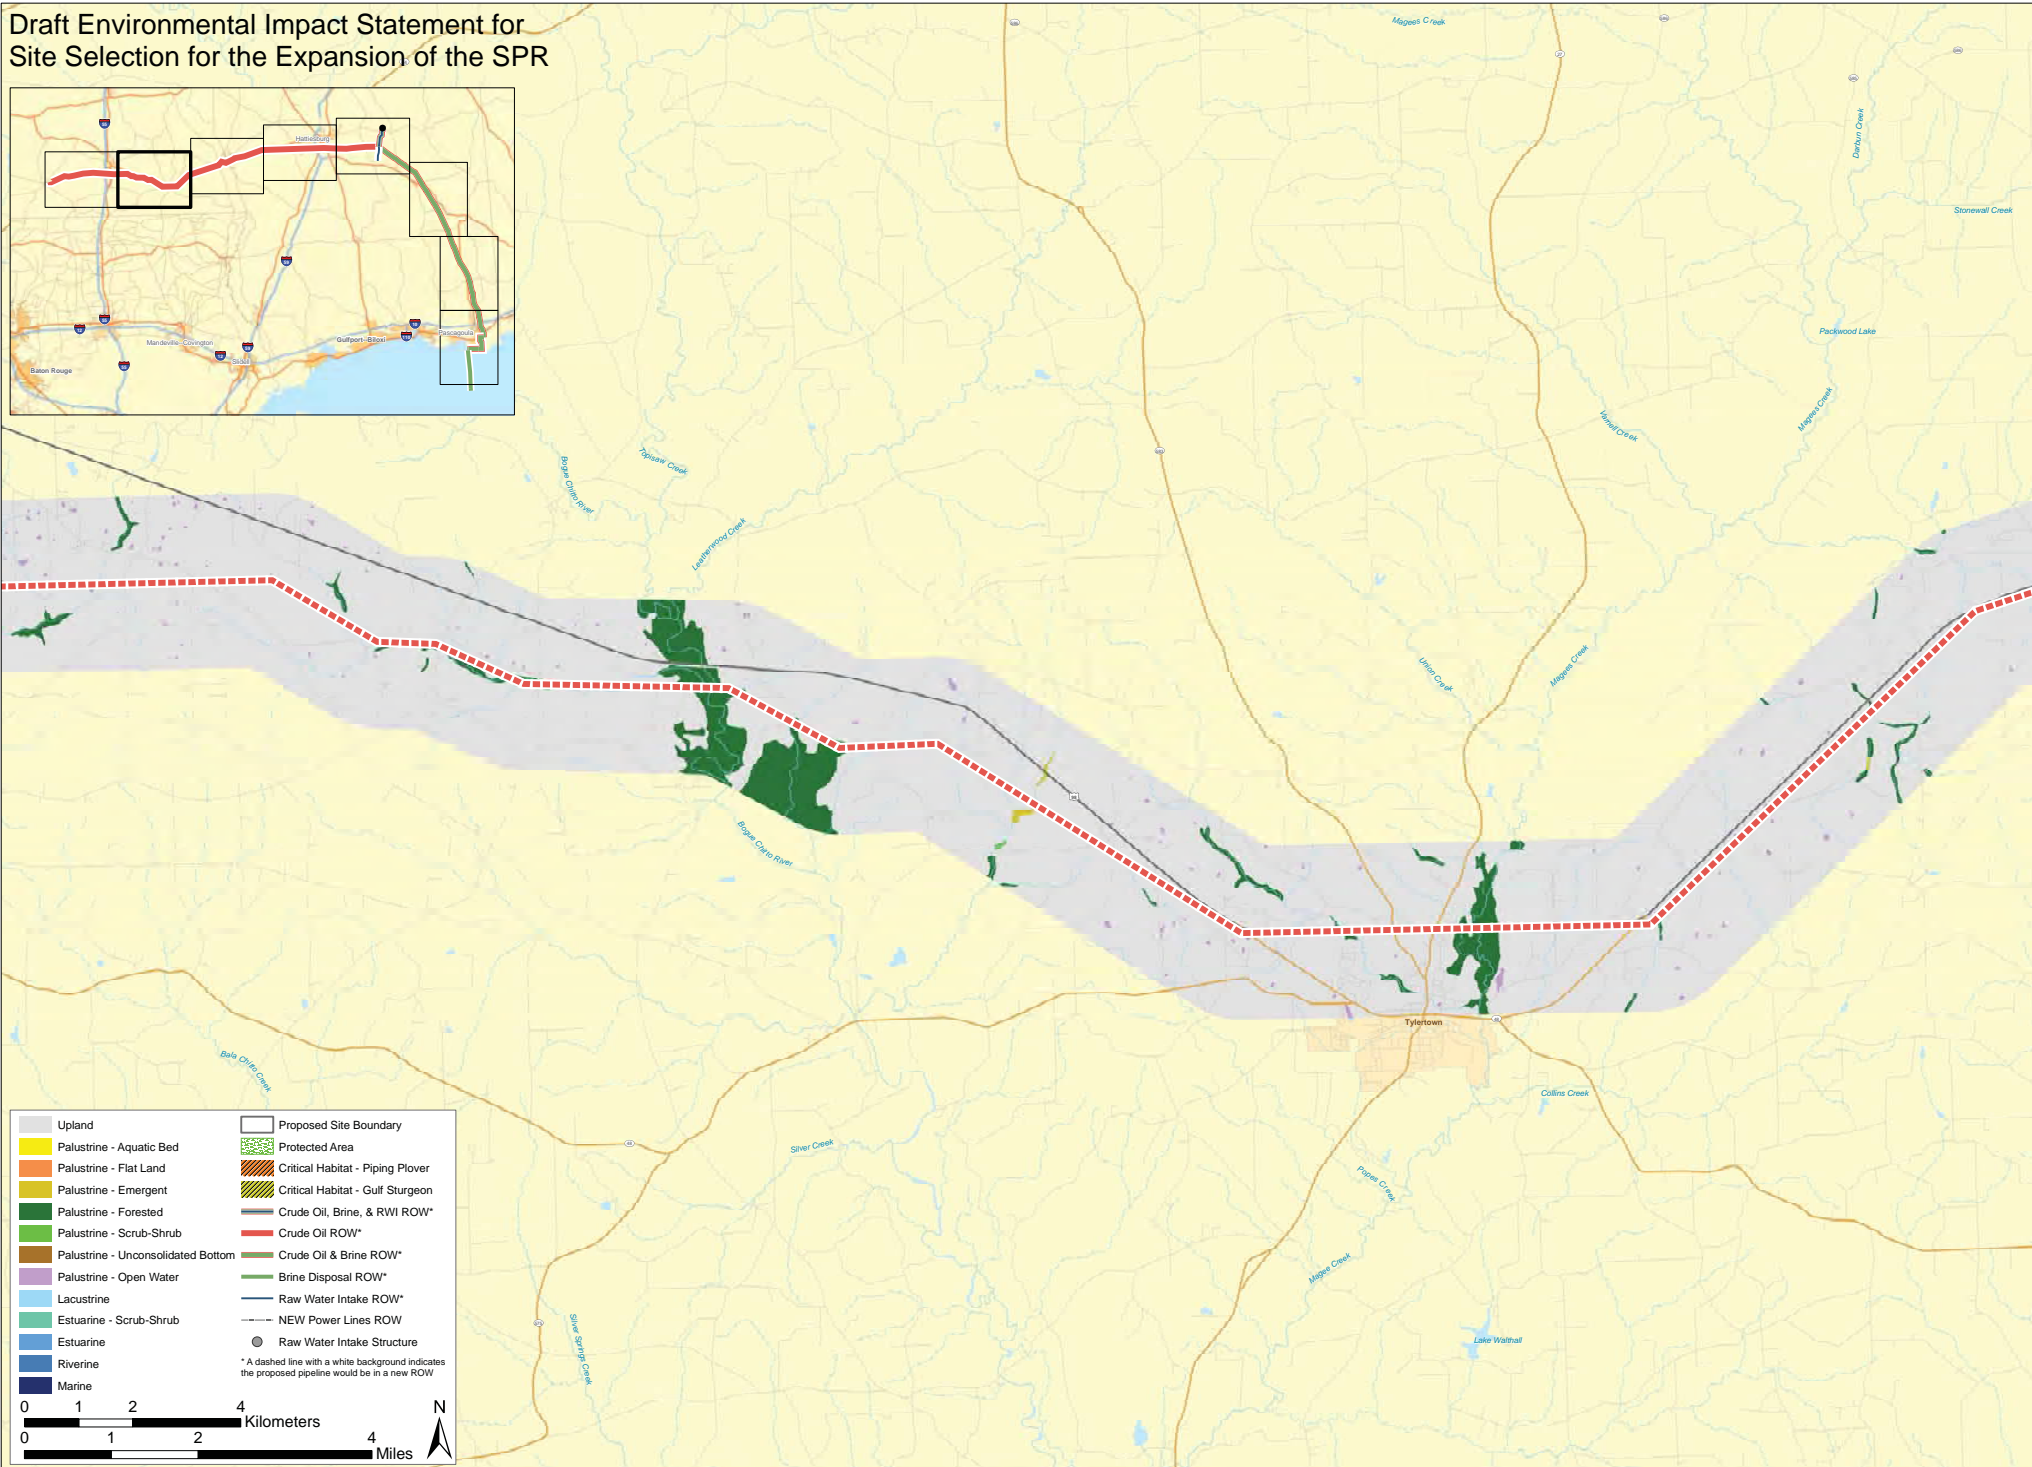 Draft Environmental Impact Statement for
Site Selection for the Expansion of the SPR
Hattiesburg
Pascagoula
Gulfport-Biloxi
Mandeville-Covington
Slidell
Baton Rouge
Magees Creek
Darbun Creek
Stonewall Creek
Packwood Lake
Magees Creek
Varnell Creek
Topisaw Creek
Bogue Chitto River
Leatherwood Creek
Union Creek
Magees Creek
Bogue Chitto River
Tylertown
Bala Chitto Creek
Collins Creek
Silver Creek
Popes Creek
Magee Creek
Silver Springs Creek
Lake Walthall
Upland
Palustrine - Aquatic Bed
Palustrine - Flat Land
Palustrine - Emergent
Palustrine - Forested
Palustrine - Scrub-Shrub
Palustrine - Unconsolidated Bottom
Palustrine - Open Water
Lacustrine
Estuarine - Scrub-Shrub
Estuarine
Riverine
Marine
Proposed Site Boundary
Protected Area
Critical Habitat - Piping Plover
Critical Habitat - Gulf Sturgeon
Crude Oil, Brine, & RWI ROW*
Crude Oil ROW*
Crude Oil & Brine ROW*
Brine Disposal ROW*
Raw Water Intake ROW*
NEW Power Lines ROW
Raw Water Intake Structure
* A dashed line with a white background indicates
the proposed pipeline would be in a new ROW
0 1 2 4
Kilometers
0 1 2 4
Miles
N